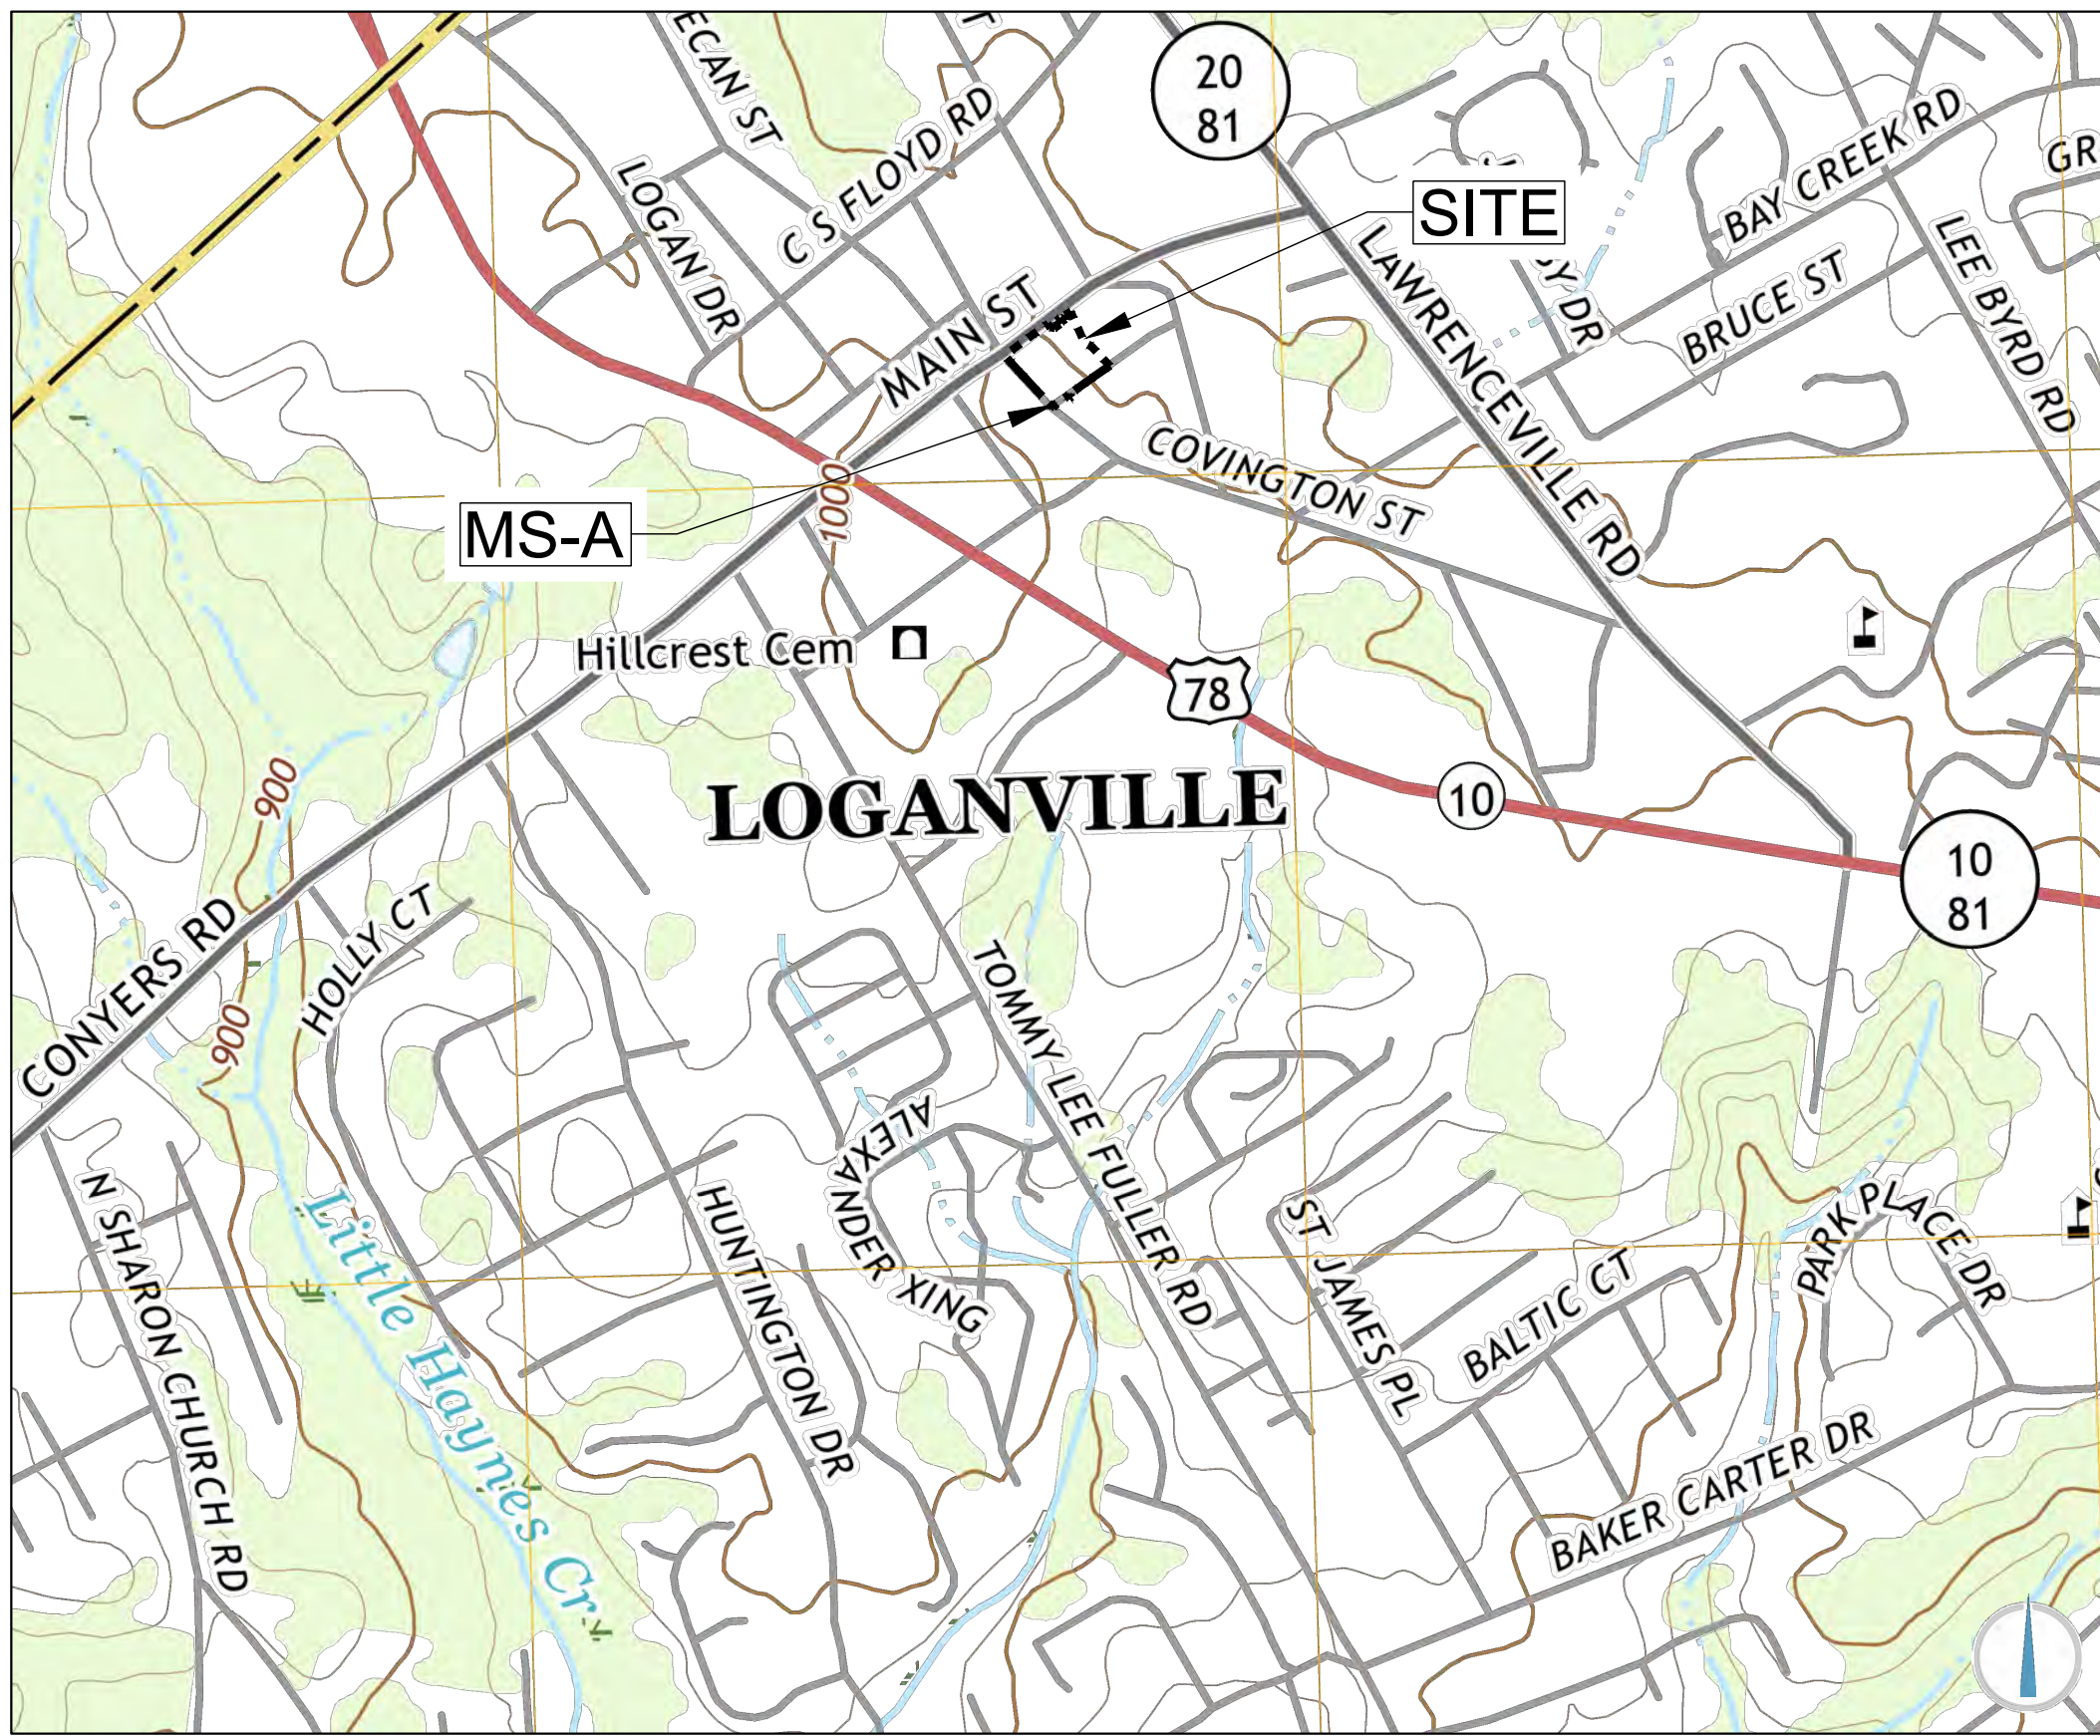 ECAN ST
20
81
C S FLOYD RD
BAY CREEK RD
GR
LOGAN DR
SITE
LEE BYRD RD
MAIN ST
LAWRENCEVILLE RD
BRUCE ST
COVINGTON ST
1000
MS-A
Hillcrest Cem
78
LOGANVILLE
10
900
10
81
HOLLY CT
CONYERS RD
900
TOMMY LEE FULLER RD
ALEXANDER XING
N SHARON CHURCH RD
Little Haynes Cr
HUNTINGTON DR
ST JAMES PL
BALTIC CT
PARK PLACE DR
BAKER CARTER DR